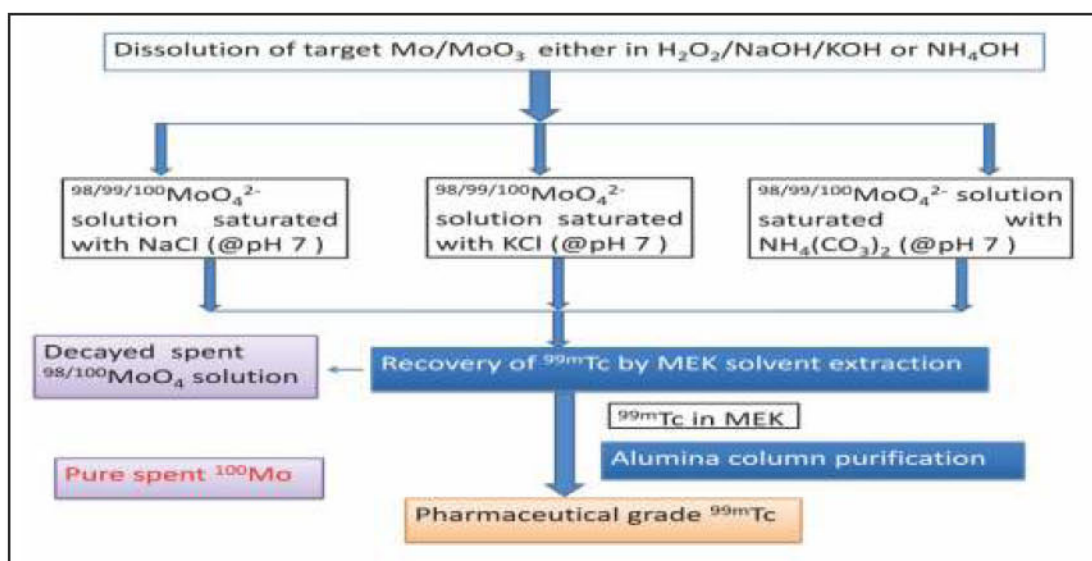 Dissolution of target Mo/MoO₃ either in H₂O₂/NaOH/KOH or NH₄OH
⁹⁸/⁹⁹/¹⁰⁰MoO₄²⁻
solution saturated
with NaCl (@pH 7 )
⁹⁸/⁹⁹/¹⁰⁰MoO₄²⁻
solution saturated
with KCl (@pH 7 )
⁹⁸/⁹⁹/¹⁰⁰MoO₄²⁻ solution
saturated with
NH₄(CO₃)₂ (@pH 7 )
Decayed spent
⁹⁸/¹⁰⁰MoO₄ solution
Recovery of ⁹⁹ᵐTc by MEK solvent extraction
⁹⁹ᵐTc in MEK
Alumina column purification
Pure spent ¹⁰⁰Mo
Pharmaceutical grade ⁹⁹ᵐTc